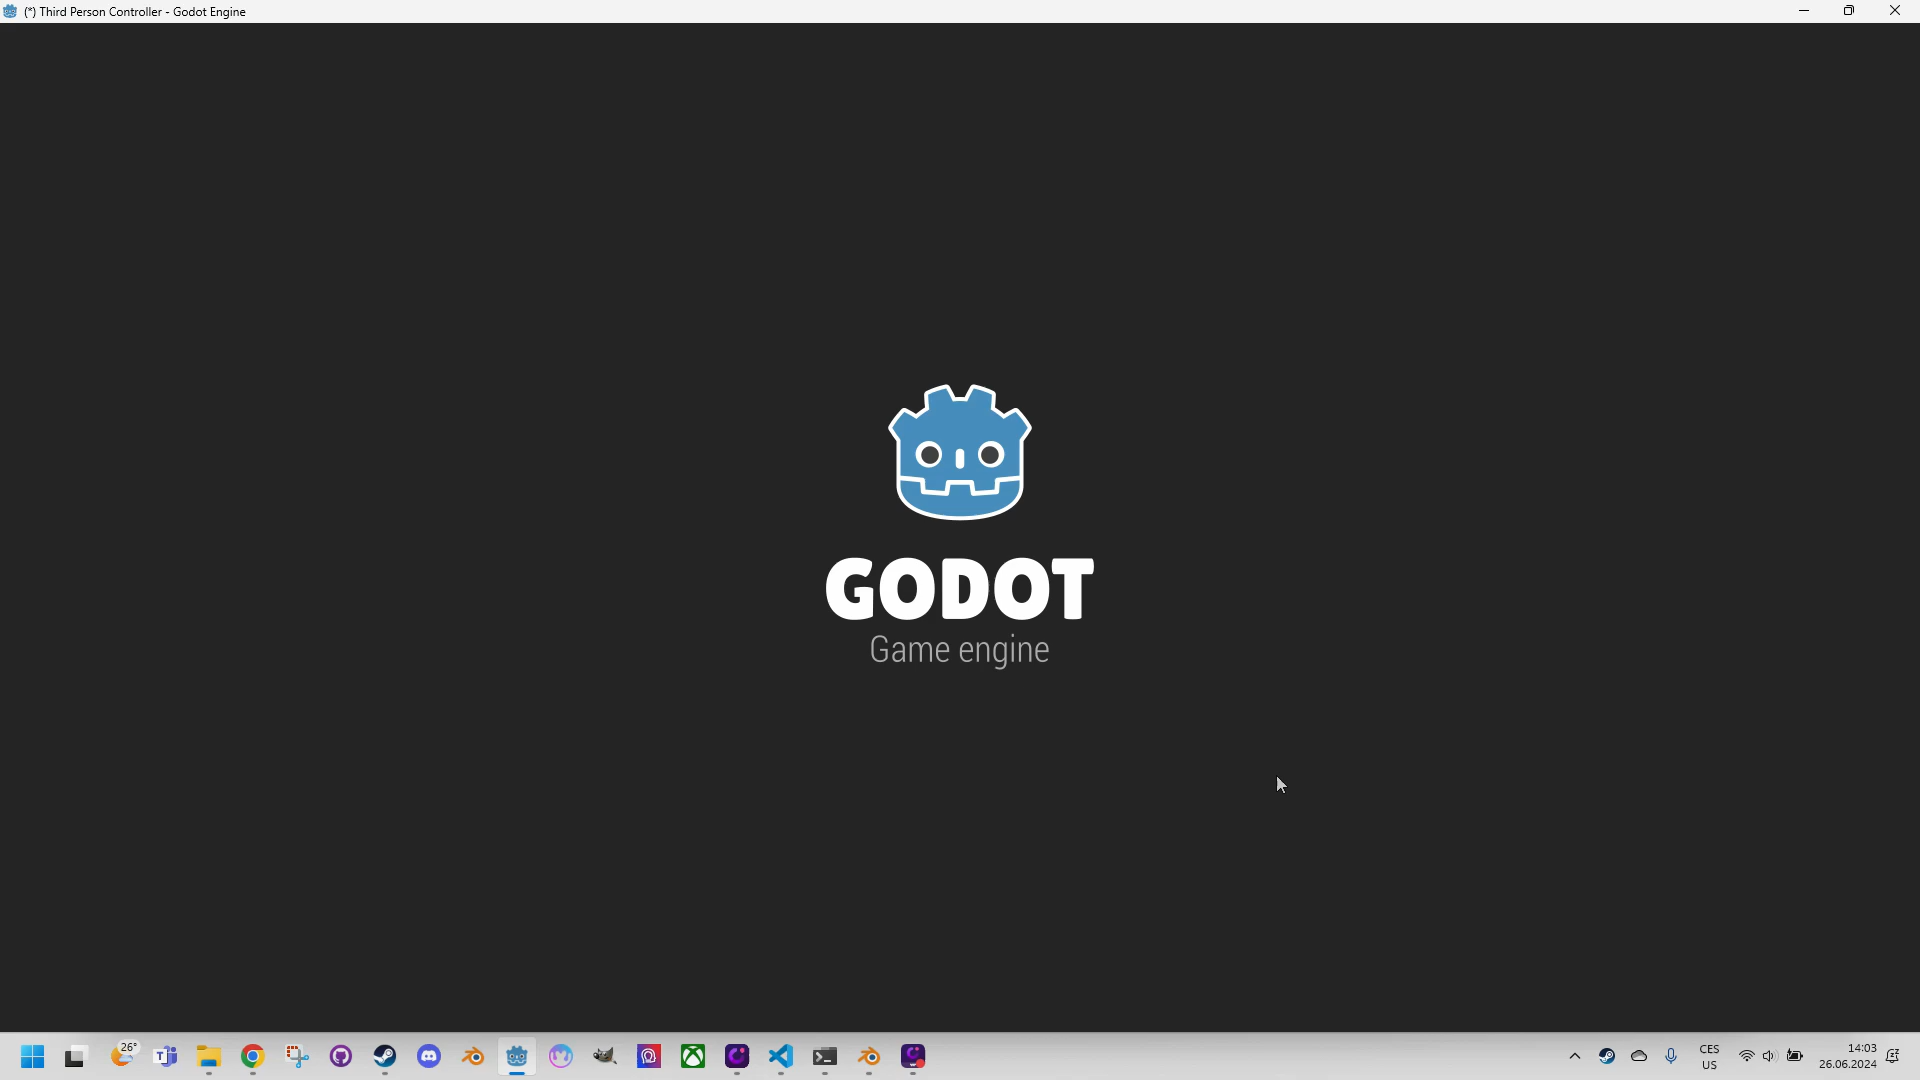 (*) Third Person Controller - Godot Engine
GODOT
Game engine
26°
CES
US
14:03
26.06.2024